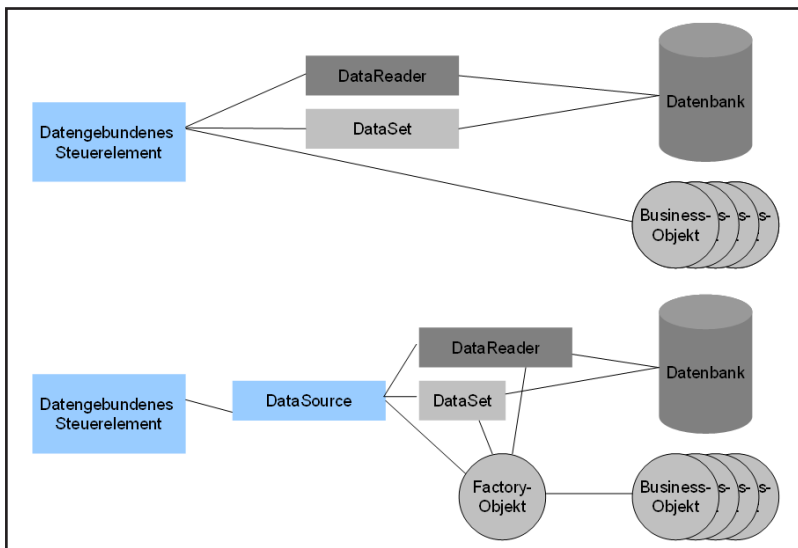 DataReader
Datenbank
Datengebundenes
Steuerelement
DataSet
Business-
Objekt
s-
s-
s-
DataReader
Datenbank
Datengebundenes
Steuerelement
DataSource
DataSet
Factory-
Objekt
Business-
Objekt
s-
s-
s-